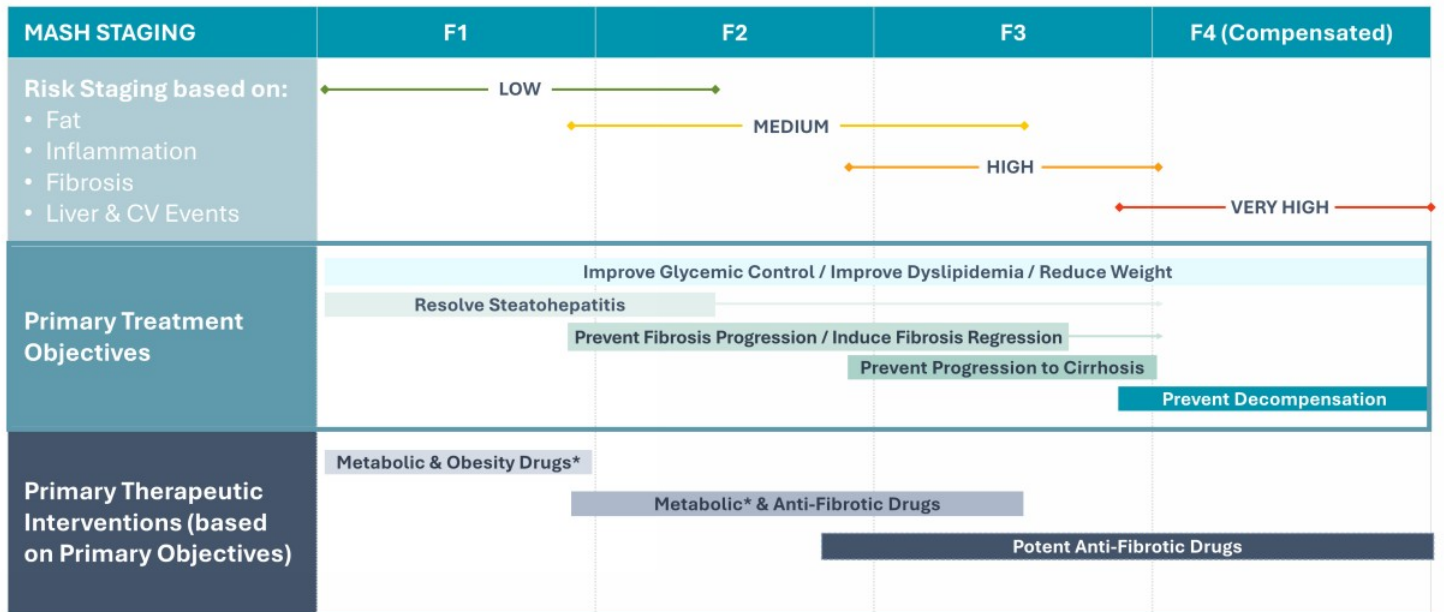 MASH STAGING
F1
F2
F3
F4 (Compensated)
Risk Staging based on:
• Fat
• Inflammation
• Fibrosis
• Liver & CV Events
LOW
MEDIUM
HIGH
VERY HIGH
Primary Treatment
Objectives
Improve Glycemic Control / Improve Dyslipidemia / Reduce Weight
Resolve Steatohepatitis
Prevent Fibrosis Progression / Induce Fibrosis Regression
Prevent Progression to Cirrhosis
Prevent Decompensation
Primary Therapeutic
Interventions (based
on Primary Objectives)
Metabolic & Obesity Drugs*
Metabolic* & Anti-Fibrotic Drugs
Potent Anti-Fibrotic Drugs